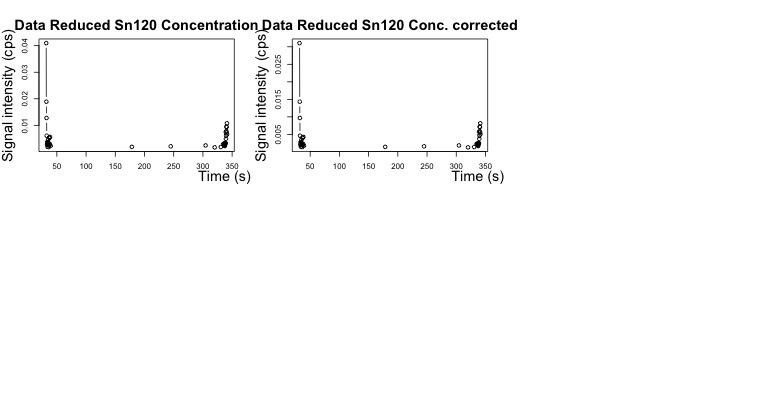 Data Reduced Sn120 Concentration
Signal intensity (cps)
0.01
0.02
0.03
0.04
50 100 150 200 250 300 350
Time (s)
Data Reduced Sn120 Conc. corrected
Signal intensity (cps)
0.005
0.015
0.025
50 100 150 200 250 300 350
Time (s)